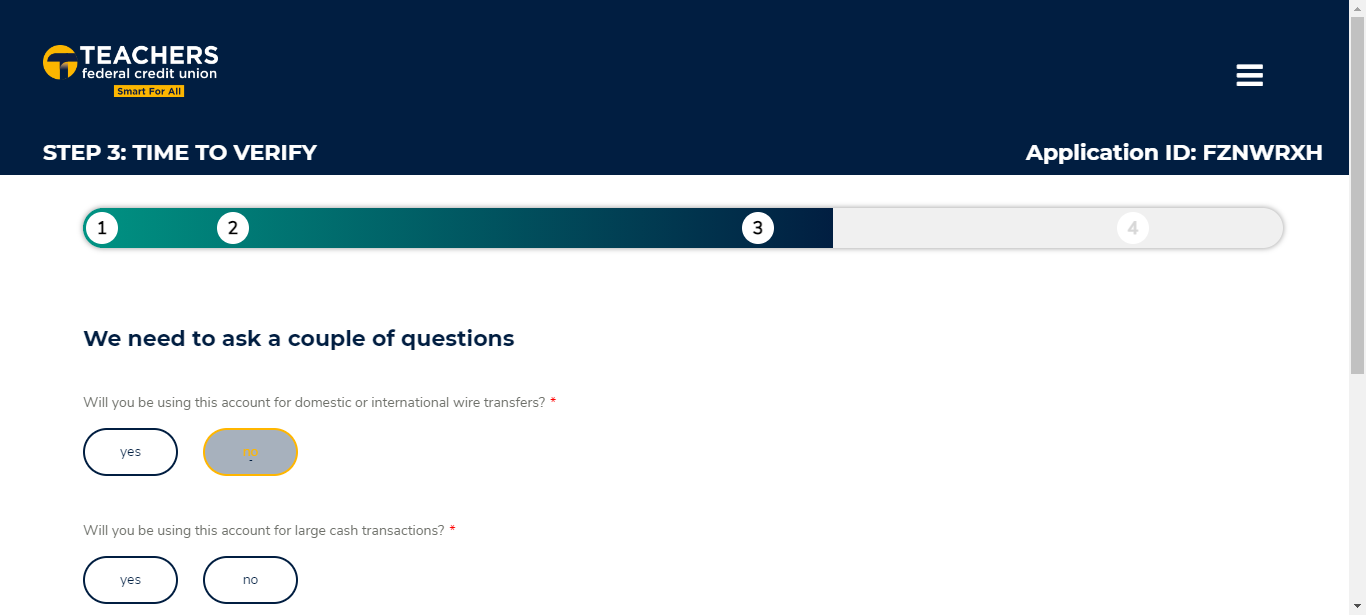 TEACHERS
federal credit union
Smart For All
STEP 3: TIME TO VERIFY
Application ID: FZNWRXH
1 2 3 4
We need to ask a couple of questions
Will you be using this account for domestic or international wire transfers? *
yes no
Will you be using this account for large cash transactions? *
yes no